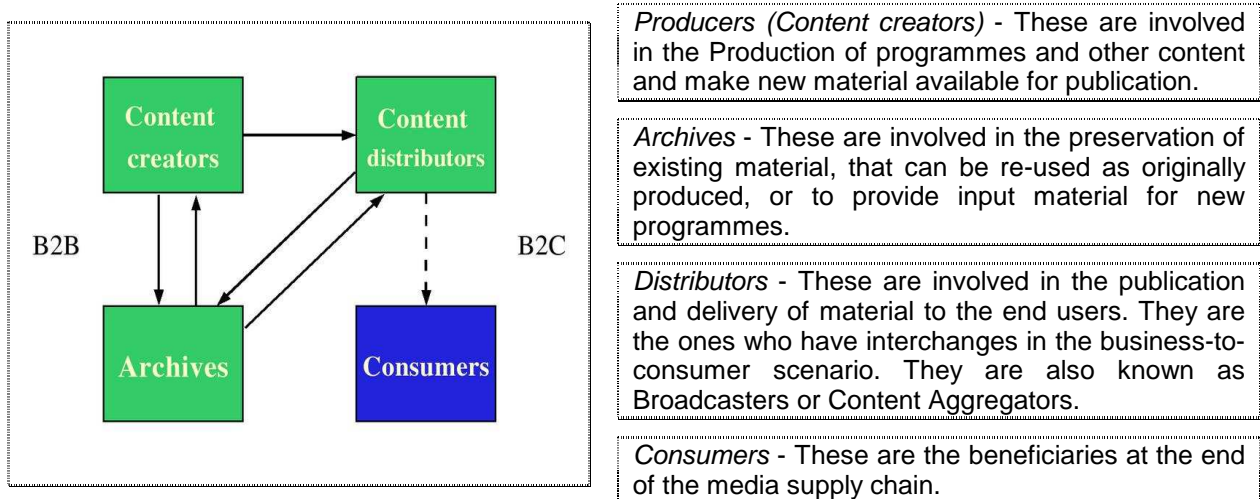 Content
creators
Content
distributors
B2B
B2C
Archives
Consumers
Producers (Content creators) - These are involved
in the Production of programmes and other content
and make new material available for publication.
Archives - These are involved in the preservation of
existing material, that can be re-used as originally
produced, or to provide input material for new
programmes.
Distributors - These are involved in the publication
and delivery of material to the end users. They are
the ones who have interchanges in the business-to-
consumer scenario. They are also known as
Broadcasters or Content Aggregators.
Consumers - These are the beneficiaries at the end
of the media supply chain.